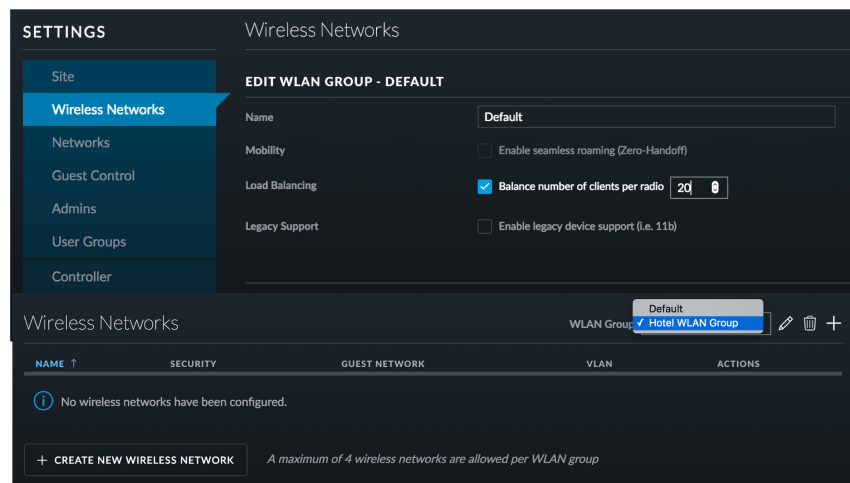 SETTINGS
Wireless Networks
Site
EDIT WLAN GROUP - DEFAULT
Wireless Networks
Name
Default
Networks
Mobility
Enable seamless roaming (Zero-Handoff)
Guest Control
Load Balancing
Balance number of clients per radio
20
Admins
Legacy Support
Enable legacy device support (i.e. 11b)
User Groups
Controller
Wireless Networks
WLAN Group
Default
✓ Hotel WLAN Group
NAME ↑ SECURITY GUEST NETWORK VLAN ACTIONS
No wireless networks have been configured.
+ CREATE NEW WIRELESS NETWORK
A maximum of 4 wireless networks are allowed per WLAN group